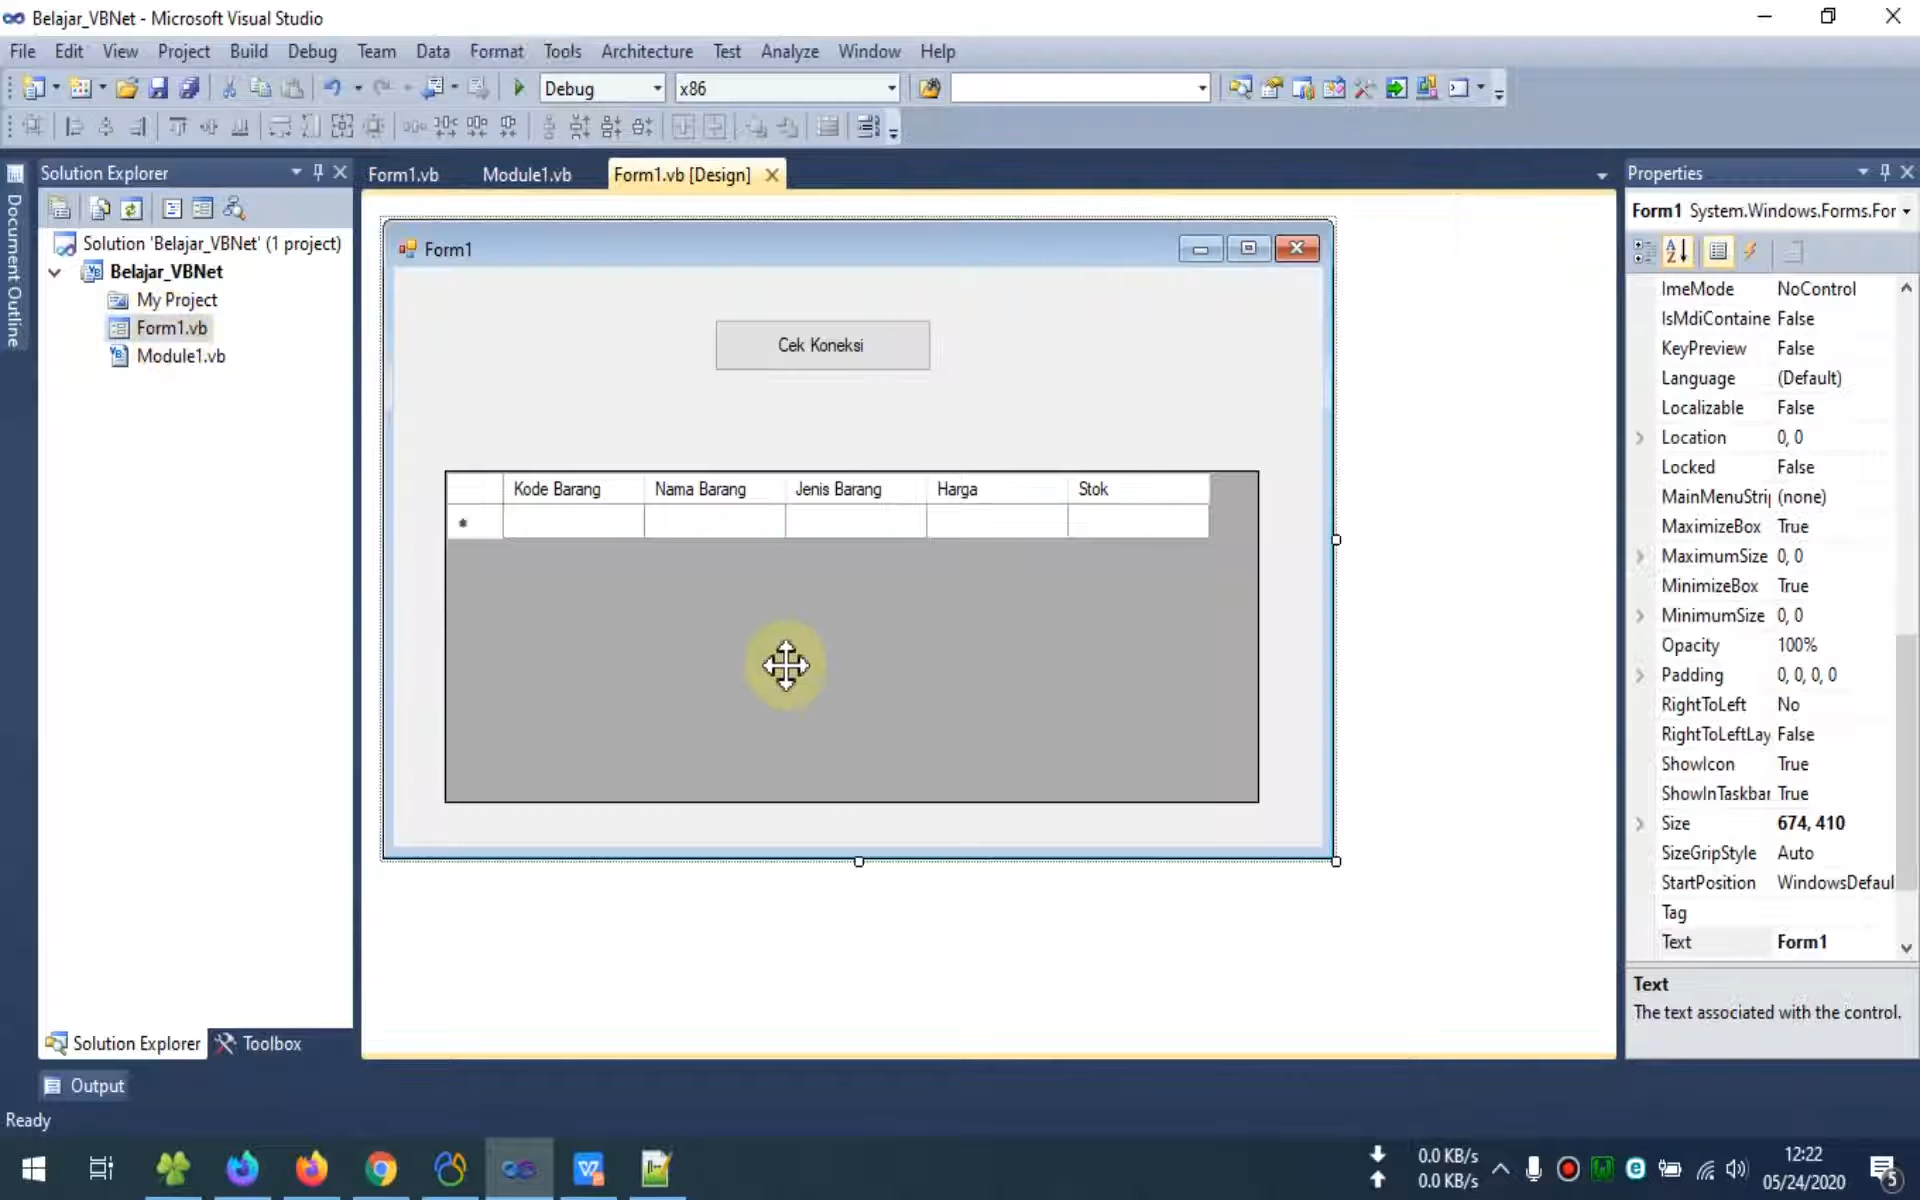 Belajar_VBNet - Microsoft Visual Studio
File Edit View Project Build Debug Team Data Format Tools Architecture Test Analyze Window Help
Debug x86
Solution Explorer
Form1.vb Module1.vb Form1.vb [Design]
Properties
Document Outline
Solution 'Belajar_VBNet' (1 project)
Belajar_VBNet
My Project
Form1.vb
Module1.vb
Form1
Cek Koneksi
Kode Barang Nama Barang Jenis Barang Harga Stok
Form1 System.Windows.Forms.For
ImeMode NoControl
IsMdiContaine False
KeyPreview False
Language (Default)
Localizable False
Location 0, 0
Locked False
MainMenuStrip (none)
MaximizeBox True
MaximumSize 0, 0
MinimizeBox True
MinimumSize 0, 0
Opacity 100%
Padding 0, 0, 0, 0
RightToLeft No
RightToLeftLay False
ShowIcon True
ShowInTaskbar True
Size 674, 410
SizeGripStyle Auto
StartPosition WindowsDefaul
Tag
Text Form1
Text
The text associated with the control.
Solution Explorer Toolbox
Output
Ready
0.0 KB/s
0.0 KB/s
12:22
05/24/2020
5